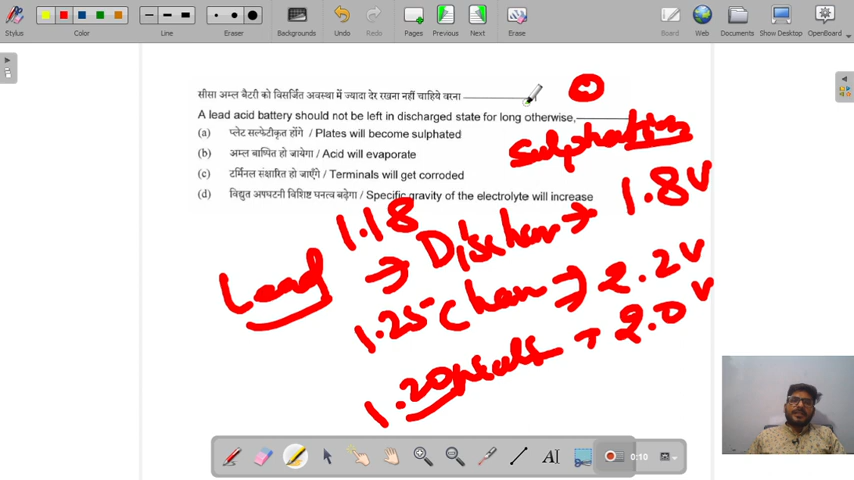 Stylus
Color
Line
Eraser
Backgrounds
Undo
Redo
Pages
Previous
Next
Erase
Board
Web
Documents
Show Desktop
OpenBoard
सीसा अम्ल बैटरी को विसर्जित अवस्था में ज्यादा देर रखना नहीं चाहिये वरना
A lead acid battery should not be left in discharged state for long otherwise,
(a) प्लेट सल्फेटीकृत होंगे / Plates will become sulphated
(b) अम्ल बाष्पित हो जायेगा / Acid will evaporate
(c) टर्मिनल संक्षारित हो जाएँगे / Terminals will get corroded
(d) विद्युत अपघटनी विशिष्ट घनत्व बढ़ेगा / Specific gravity of the electrolyte will increase
1.18
1.8V
Lead
1.25
2.2V
1.20
2.0V
0:10